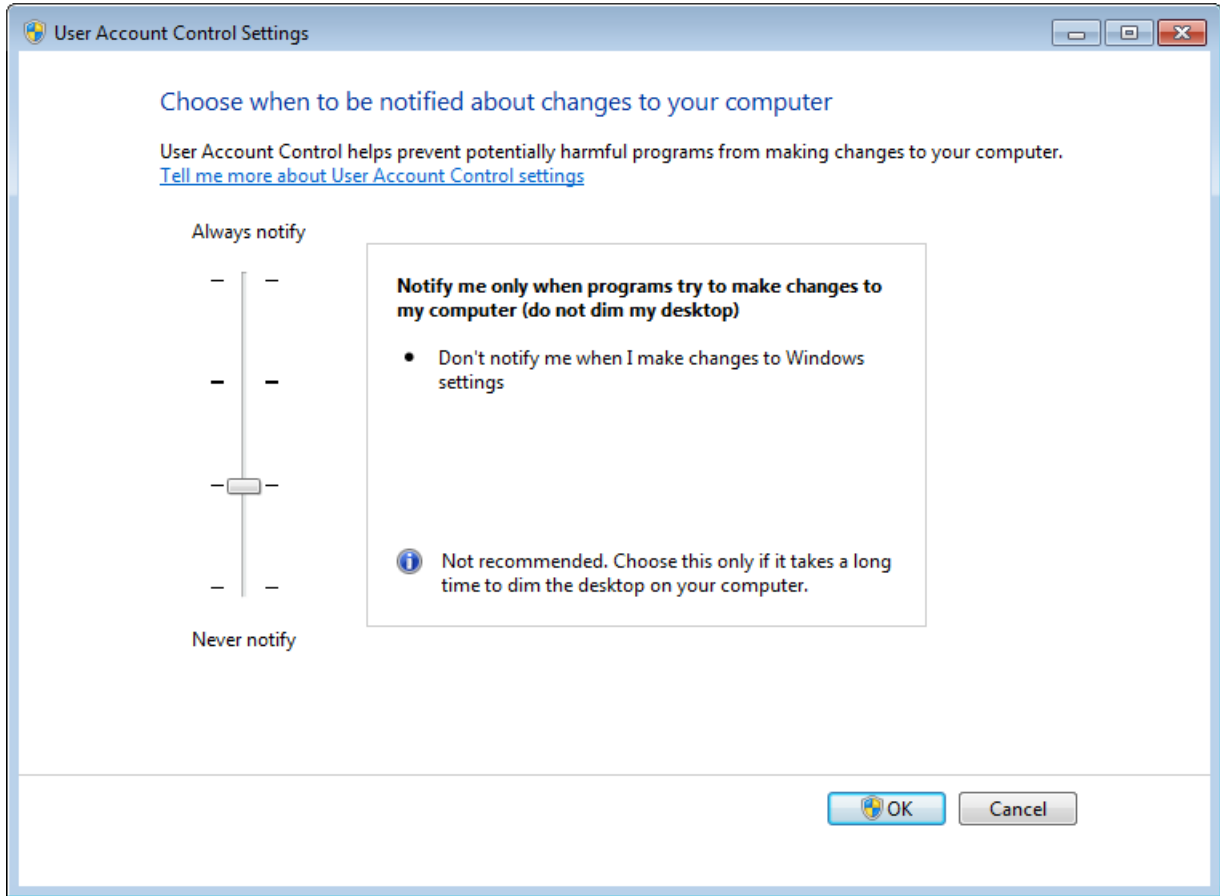 User Account Control Settings
Choose when to be notified about changes to your computer
User Account Control helps prevent potentially harmful programs from making changes to your computer.
Tell me more about User Account Control settings
Always notify
Notify me only when programs try to make changes to
my computer (do not dim my desktop)
• Don't notify me when I make changes to Windows
settings
Not recommended. Choose this only if it takes a long
time to dim the desktop on your computer.
Never notify
OK
Cancel